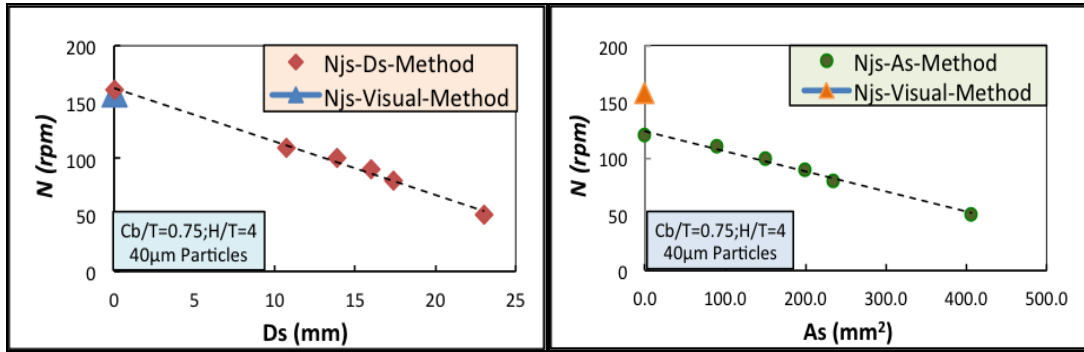 200
150
100
50
0
N (rpm)
Njs-Ds-Method
Njs-Visual-Method
Cb/T=0.75;H/T=4
40µm Particles
0 5 10 15 20 25
Ds (mm)
200
150
100
50
0
N (rpm)
Njs-As-Method
Njs-Visual-Method
Cb/T=0.75;H/T=4
40µm Particles
0.0 100.0 200.0 300.0 400.0 500.0
As (mm²)